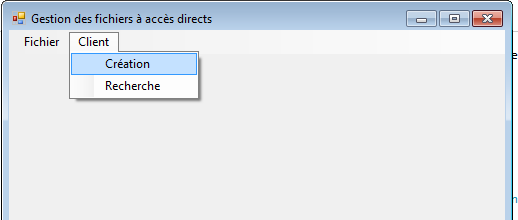 Gestion des fichiers à accès directs
Fichier Client
Création
Recherche